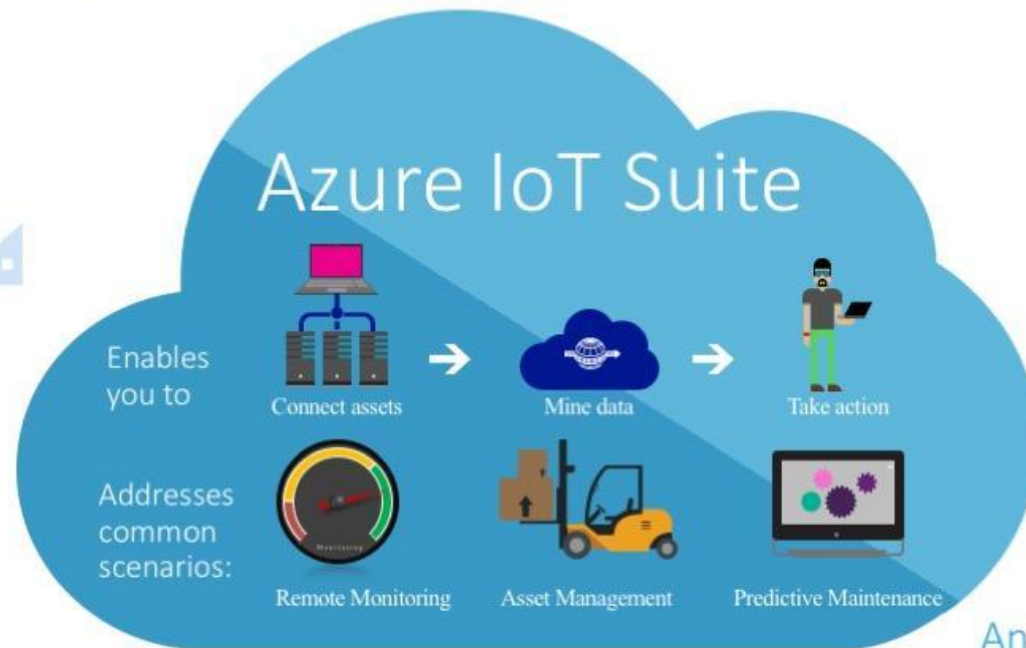 Azure IoT Suite
Enables
you to
Connect assets
Mine data
Take action
Addresses
common
scenarios:
Monitoring
Remote Monitoring
Asset Management
Predictive Maintenance
An